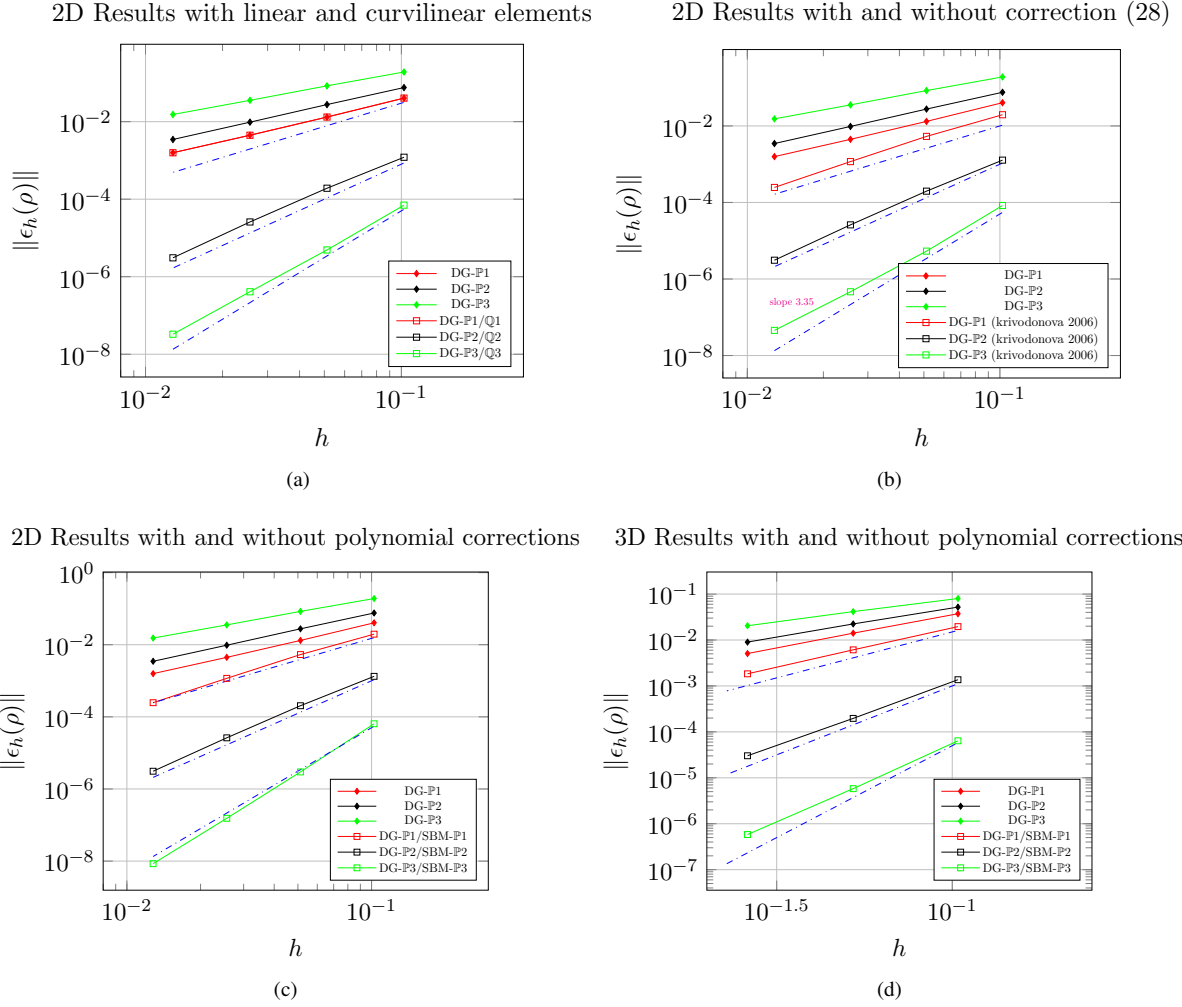 2D Results with linear and curvilinear elements
10⁻²
10⁻⁴
10⁻⁶
10⁻⁸
‖ϵₕ(ρ)‖
DG-ℙ1
DG-ℙ2
DG-ℙ3
DG-ℙ1/ℚ1
DG-ℙ2/ℚ2
DG-ℙ3/ℚ3
10⁻² 10⁻¹
h
(a)
2D Results with and without correction (28)
10⁻²
10⁻⁴
10⁻⁶
10⁻⁸
‖ϵₕ(ρ)‖
slope 3.35
DG-ℙ1
DG-ℙ2
DG-ℙ3
DG-ℙ1 (krivodonova 2006)
DG-ℙ2 (krivodonova 2006)
DG-ℙ3 (krivodonova 2006)
10⁻² 10⁻¹
h
(b)
2D Results with and without polynomial corrections
10⁰
10⁻²
10⁻⁴
10⁻⁶
10⁻⁸
‖ϵₕ(ρ)‖
DG-ℙ1
DG-ℙ2
DG-ℙ3
DG-ℙ1/SBM-ℙ1
DG-ℙ2/SBM-ℙ2
DG-ℙ3/SBM-ℙ3
10⁻² 10⁻¹
h
(c)
3D Results with and without polynomial corrections
10⁻¹
10⁻²
10⁻³
10⁻⁴
10⁻⁵
10⁻⁶
10⁻⁷
‖ϵₕ(ρ)‖
DG-ℙ1
DG-ℙ2
DG-ℙ3
DG-ℙ1/SBM-ℙ1
DG-ℙ2/SBM-ℙ2
DG-ℙ3/SBM-ℙ3
10⁻¹·⁵ 10⁻¹
h
(d)